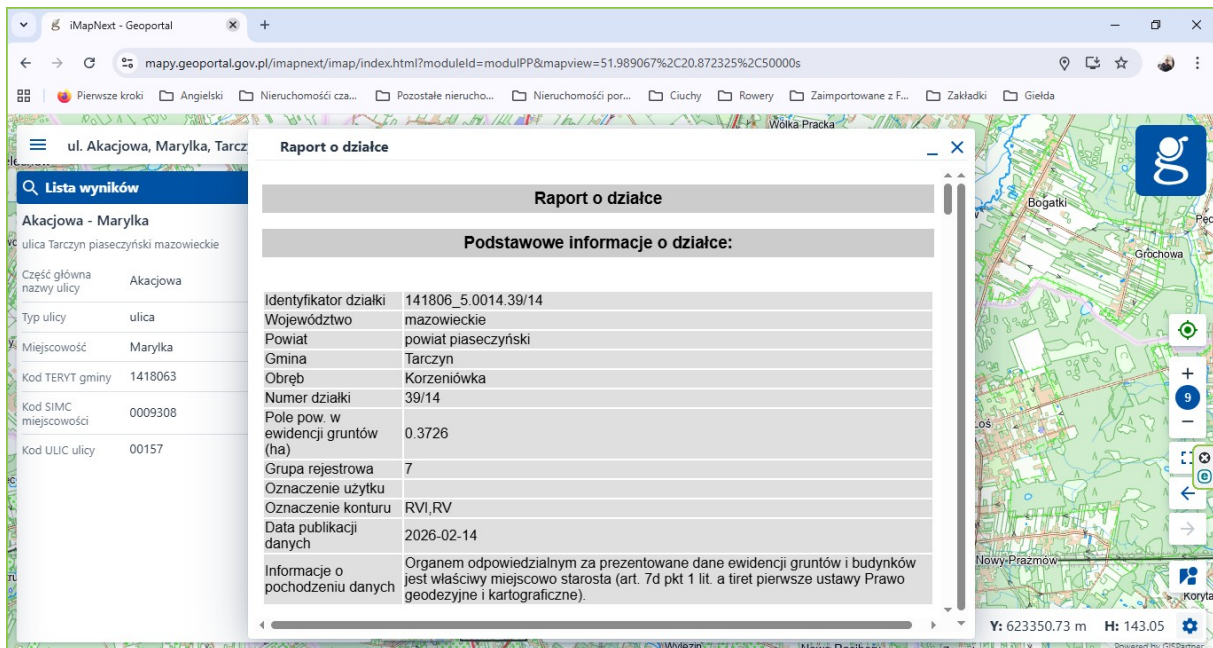 iMapNext - Geoportal
mapy.geoportal.gov.pl/imapnext/imap/index.html?moduleId=modulPP&mapview=51.989067%2C20.872325%2C50000s
Pierwsze kroki
Angielski
Nieruchomośći cza...
Pozostałe nierucho...
Nieruchomośći por...
Ciuchy
Rowery
Zaimportowane z F...
Zakładki
Giełda
Wólka Pracka
ul. Akacjowa, Marylka, Tarcz
Raport o działce
Lista wyników
Akacjowa - Marylka
ulica Tarczyn piaseczyński mazowieckie
Część główna
nazwy ulicy
Akacjowa
Typ ulicy
ulica
Miejscowość
Marylka
Kod TERYT gminy
1418063
Kod SIMC
miejscowości
0009308
Kod ULIC ulicy
00157
Raport o działce
Podstawowe informacje o działce:
Identyfikator działki 141806_5.0014.39/14
Województwo mazowieckie
Powiat powiat piaseczyński
Gmina Tarczyn
Obręb Korzeniówka
Numer działki 39/14
Pole pow. w
ewidencji gruntów
(ha)
0.3726
Grupa rejestrowa 7
Oznaczenie użytku
Oznaczenie konturu RVI,RV
Data publikacji
danych
2026-02-14
Informacje o
pochodzeniu danych
Organem odpowiedzialnym za prezentowane dane ewidencji gruntów i budynków
jest właściwy miejscowo starosta (art. 7d pkt 1 lit. a tiret pierwsze ustawy Prawo
geodezyjne i kartograficzne).
g
Bogatki
Grochowa
9
Nowy Prażmów
Koryta
Y: 623350.73 m H: 143.05
Powered by GISPartner